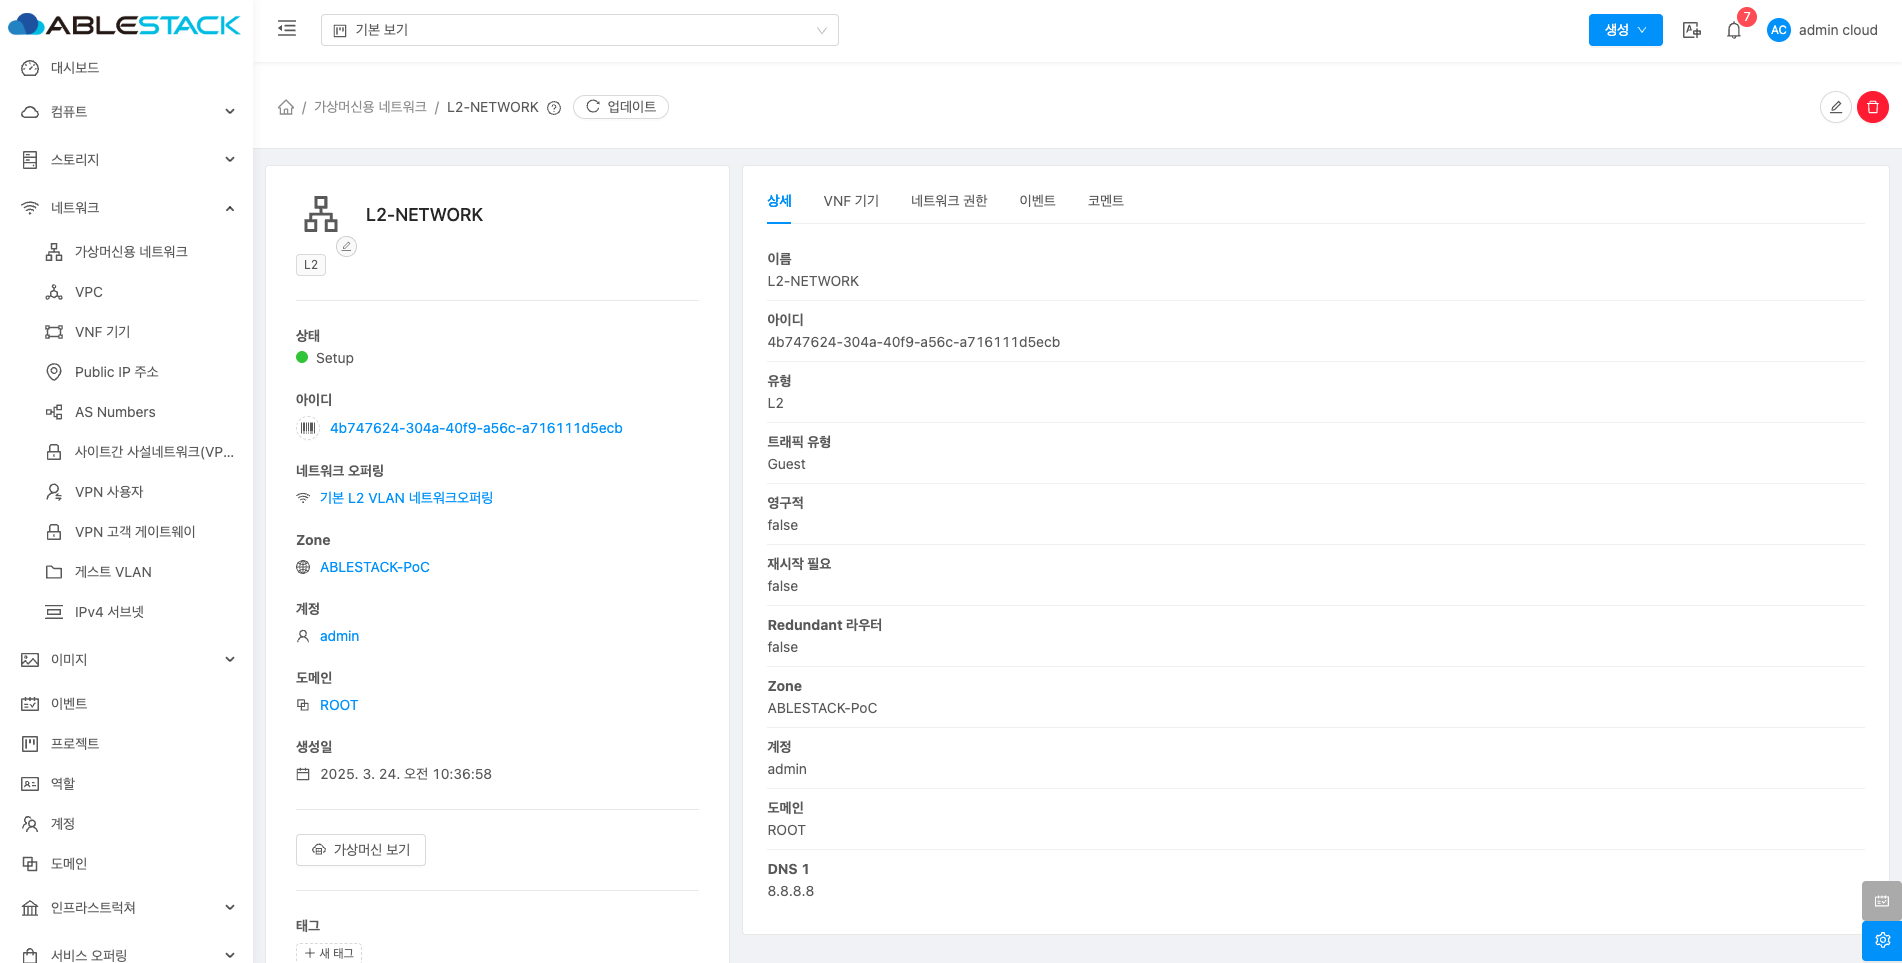 ABLESTACK
기본 보기
생성
7
AC
admin cloud
대시보드
컴퓨트
스토리지
네트워크
가상머신용 네트워크
VPC
VNF 기기
Public IP 주소
AS Numbers
사이트간 사설네트워크(VP...
VPN 사용자
VPN 고객 게이트웨이
게스트 VLAN
IPv4 서브넷
이미지
이벤트
프로젝트
역할
계정
도메인
인프라스트럭쳐
서비스 오퍼링
/ 가상머신용 네트워크 / L2-NETWORK
업데이트
L2-NETWORK
L2
상태
Setup
아이디
4b747624-304a-40f9-a56c-a716111d5ecb
네트워크 오퍼링
기본 L2 VLAN 네트워크오퍼링
Zone
ABLESTACK-PoC
계정
admin
도메인
ROOT
생성일
2025. 3. 24. 오전 10:36:58
가상머신 보기
태그
+ 새 태그
상세
VNF 기기
네트워크 권한
이벤트
코멘트
이름
L2-NETWORK
아이디
4b747624-304a-40f9-a56c-a716111d5ecb
유형
L2
트래픽 유형
Guest
영구적
false
재시작 필요
false
Redundant 라우터
false
Zone
ABLESTACK-PoC
계정
admin
도메인
ROOT
DNS 1
8.8.8.8